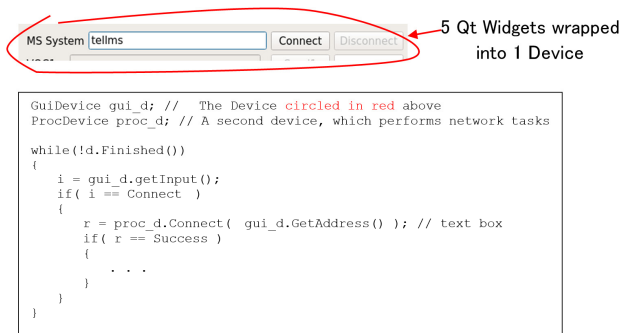 MS System tellms Connect Disconnect
5 Qt Widgets wrapped
into 1 Device
GuiDevice gui_d; // The Device circled in red above
ProcDevice proc_d; // A second device, which performs network tasks
while(!d.Finished())
{
i = gui_d.getInput();
if( i == Connect )
{
r = proc_d.Connect( gui_d.GetAddress() ); // text box
if( r == Success )
{
. . .
}
}
}